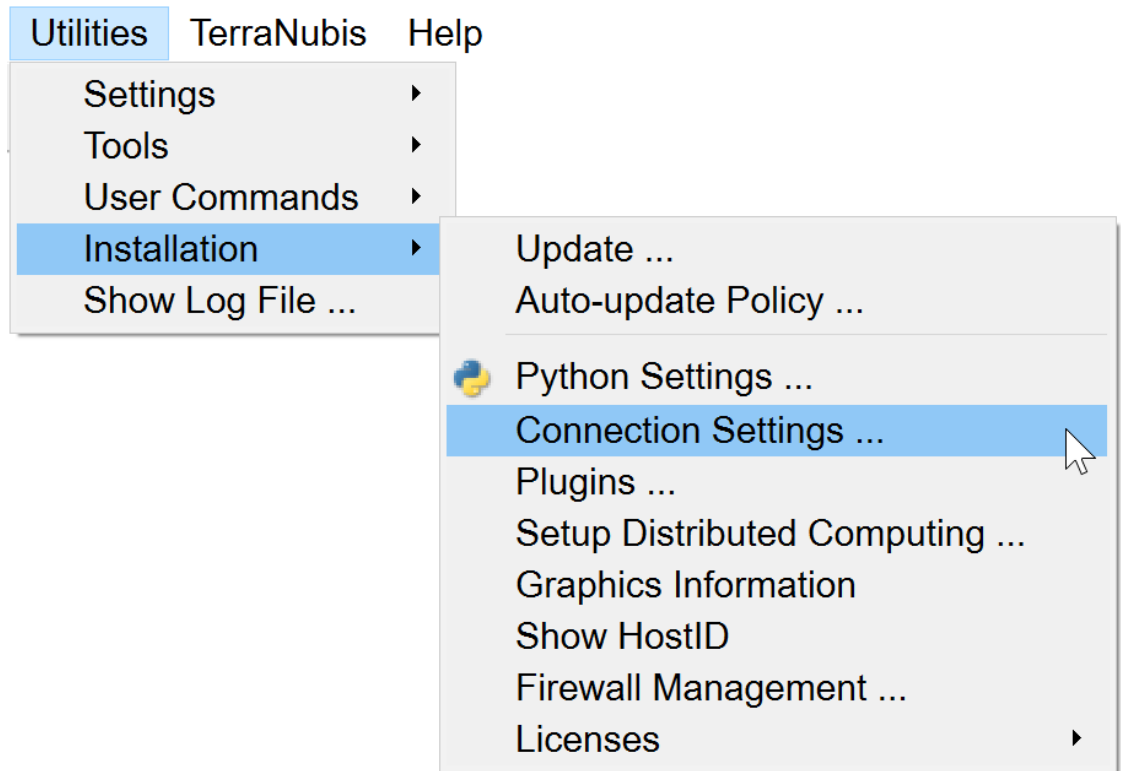 Utilities TerraNubis Help
Settings
Tools
User Commands
Installation
Show Log File ...
Update ...
Auto-update Policy ...
Python Settings ...
Connection Settings ...
Plugins ...
Setup Distributed Computing ...
Graphics Information
Show HostID
Firewall Management ...
Licenses